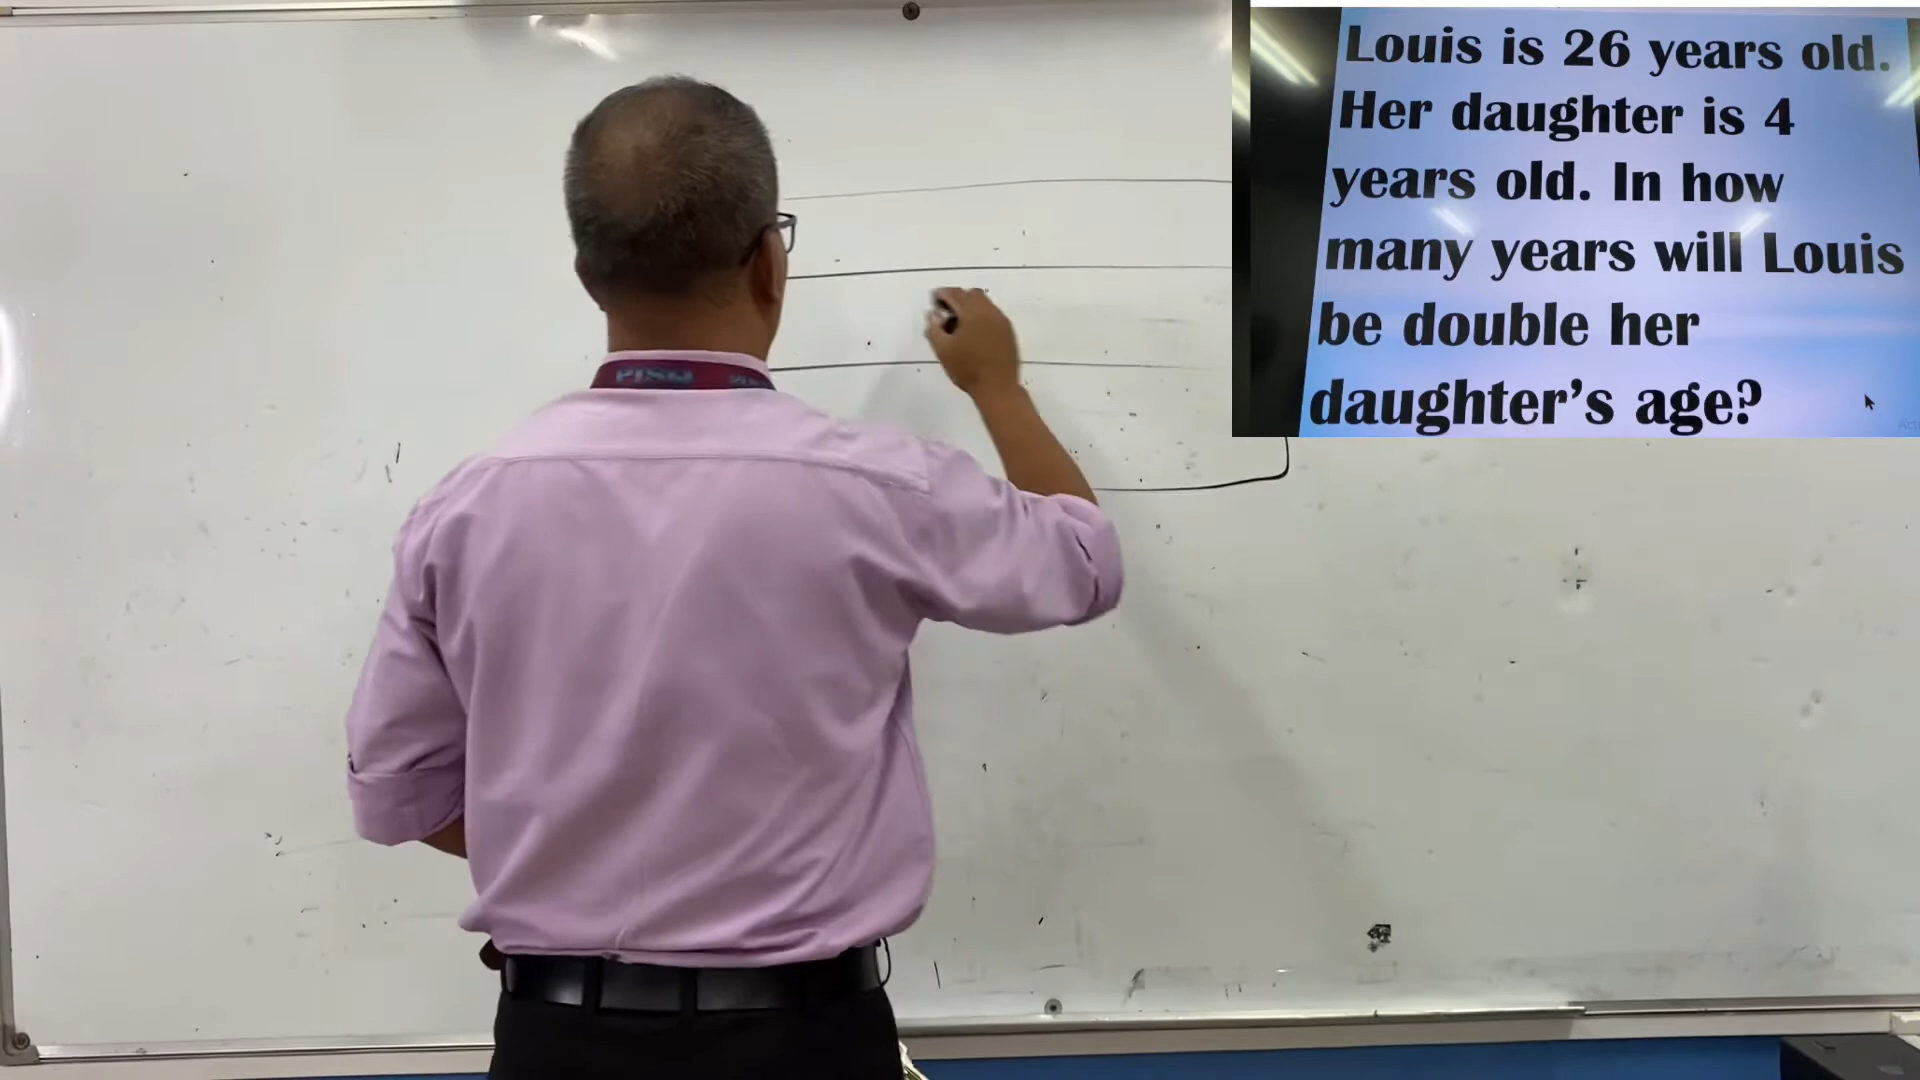 Louis is 26 years old.
Her daughter is 4
years old. In how
many years will Louis
be double her
daughter's age?